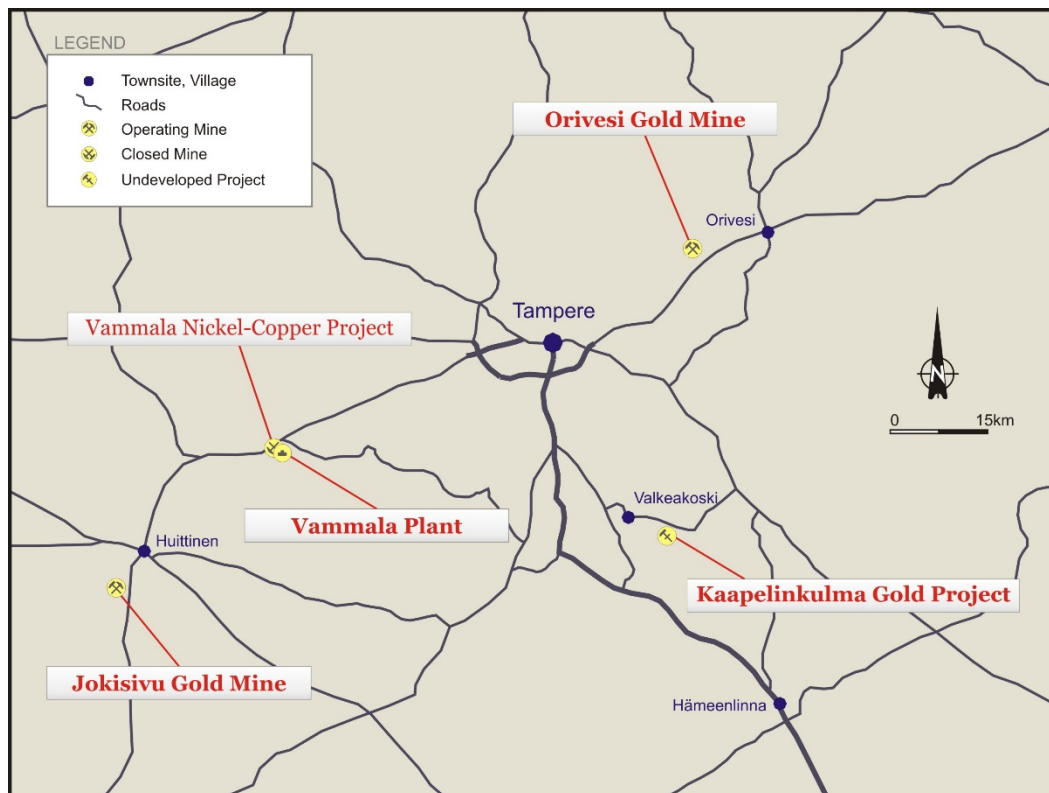 LEGEND
Townsite, Village
Roads
Operating Mine
Closed Mine
Undeveloped Project
Orivesi Gold Mine
Orivesi
Tampere
Vammala Nickel-Copper Project
N
0 15km
Valkeakoski
Vammala Plant
Huittinen
Kaapelinkulma Gold Project
Jokisivu Gold Mine
Hämeenlinna